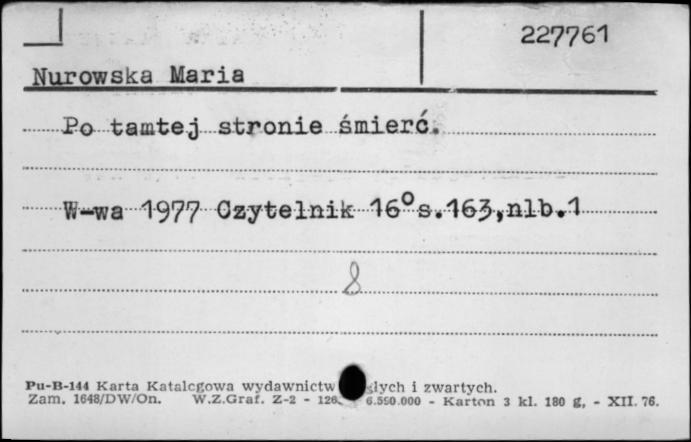 227761
Nurowska Maria
Po tamtej stronie śmierć.
W-wa 1977 Czytelnik 16° s.163,nlb.1
8
Pu-B-144 Karta Katalogowa wydawnictw i zwartych.
Zam. 1648/DW/On. W.Z.Graf. Z-2 - 6.550.000 - Karton 3 kl. 180 g, - XII. 76.